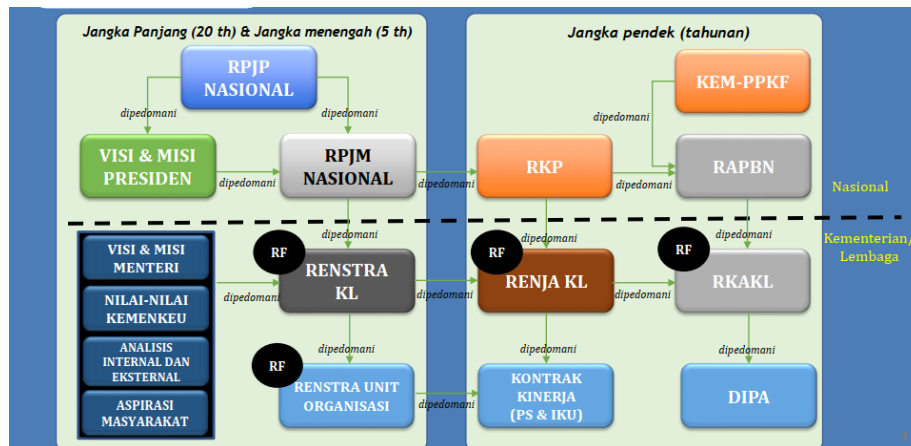 Jangka Panjang (20 th) & Jangka menengah (5 th)
Jangka pendek (tahunan)
RPJP
NASIONAL
KEM-PPKF
dipedomani
dipedomani
dipedomani
VISI & MISI
PRESIDEN
RPJM
NASIONAL
RKP
RAPBN
dipedomani
dipedomani
dipedomani
Nasional
dipedomani
dipedomani
dipedomani
Kementerian/
Lembaga
VISI & MISI
MENTERI
NILAI-NILAI
KEMENKEU
ANALISIS
INTERNAL DAN
EKSTERNAL
ASPIRASI
MASYARAKAT
RF
RENSTRA
KL
RF
RENJA KL
RF
RKAKL
dipedomani
dipedomani
dipedomani
dipedomani
dipedomani
dipedomani
RF
RENSTRA UNIT
ORGANISASI
KONTRAK
KINERJA
(PS & IKU)
DIPA
dipedomani